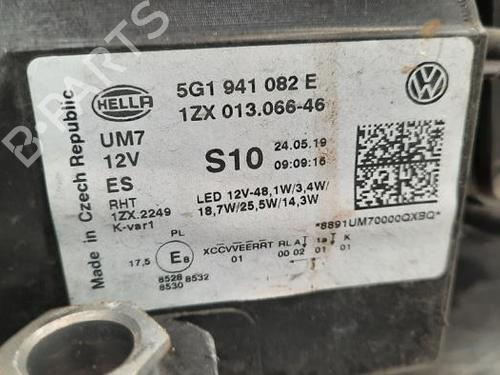 B-PARTS
HELLA
5G1 941 082 E
1ZX 013.066-46
UM7
12V
ES
S10
24.05.19
09:09:16
RHT
1ZX.2249
K-var1
LED 12V-48,1W/3,4W/
18,7W/25,5W/14,3W
*8891UM70000QXBQ*
Made in Czech Republic
PL
17,5
E8
XCCVVEERRT RL A 1a K
01 00 02 01 01
8528 8532
8530